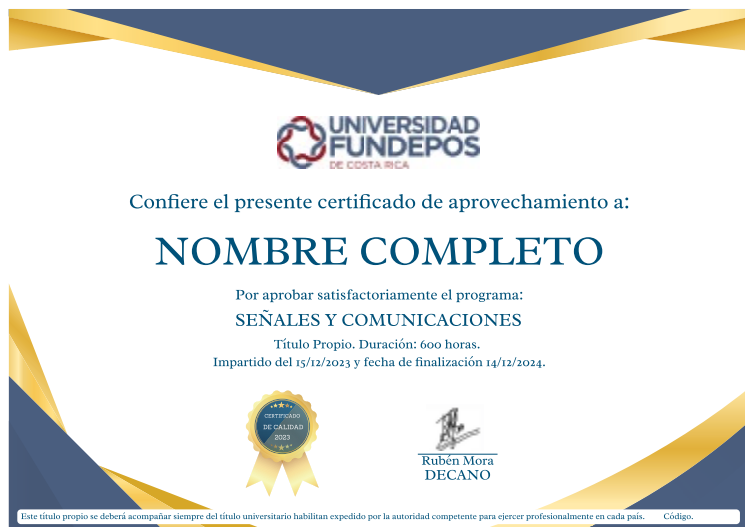 UNIVERSIDAD
FUNDEPOS
DE COSTA RICA
Confiere el presente certificado de aprovechamiento a:
NOMBRE COMPLETO
Por aprobar satisfactoriamente el programa:
SEÑALES Y COMUNICACIONES
Título Propio. Duración: 600 horas.
Impartido del 15/12/2023 y fecha de finalización 14/12/2024.
CERTIFICADO
DE CALIDAD
2023
Rubén Mora
DECANO
Este título propio se deberá acompañar siempre del título universitario habilitan expedido por la autoridad competente para ejercer profesionalmente en cada país. Código.